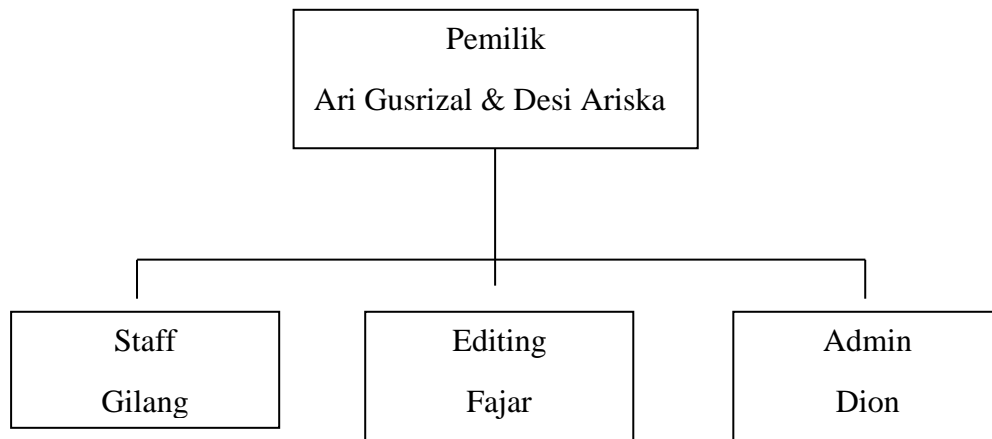 Pemilik
Ari Gusrizal & Desi Ariska
Staff
Gilang
Editing
Fajar
Admin
Dion